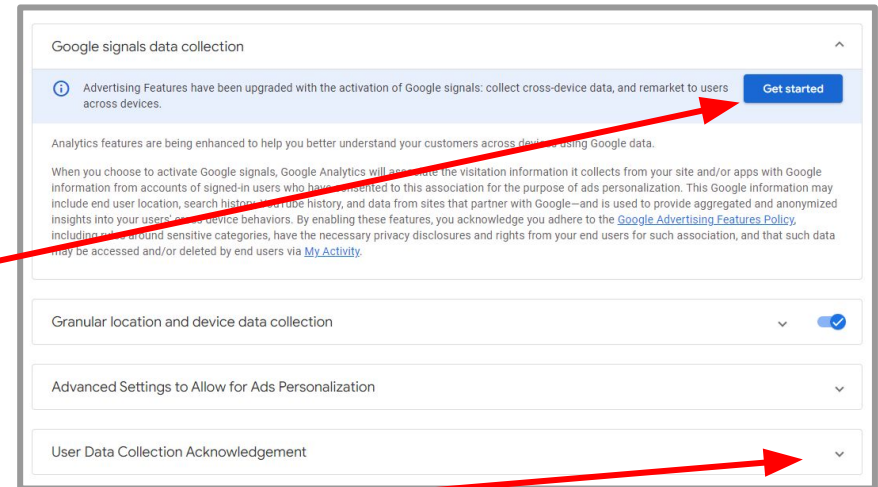 Google signals data collection
Advertising Features have been upgraded with the activation of Google signals: collect cross-device data, and remarket to users
across devices.
Get started
Analytics features are being enhanced to help you better understand your customers across devices using Google data.
When you choose to activate Google signals, Google Analytics will associate the visitation information it collects from your site and/or apps with Google
information from accounts of signed-in users who have consented to this association for the purpose of ads personalization. This Google information may
include end user location, search history, YouTube history, and data from sites that partner with Google—and is used to provide aggregated and anonymized
insights into your users' cross device behaviors. By enabling these features, you acknowledge you adhere to the Google Advertising Features Policy,
including rules around sensitive categories, have the necessary privacy disclosures and rights from your end users for such association, and that such data
may be accessed and/or deleted by end users via My Activity.
Granular location and device data collection
Advanced Settings to Allow for Ads Personalization
User Data Collection Acknowledgement